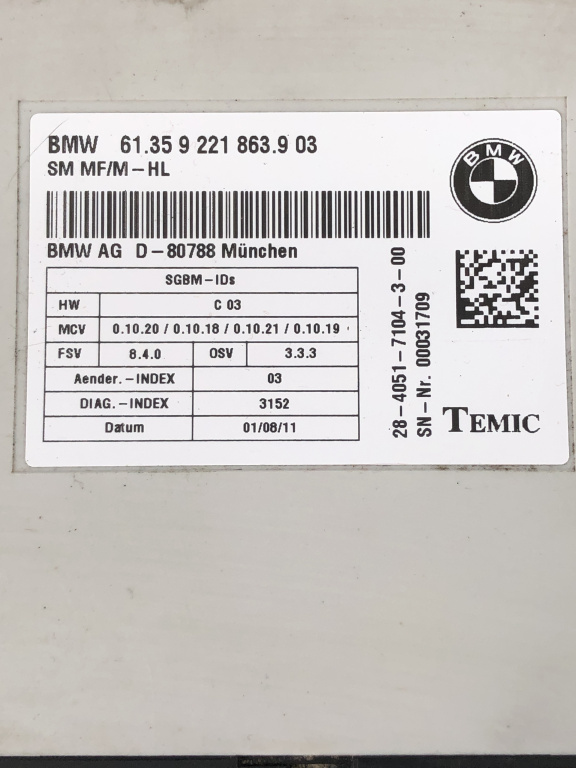 BMW 61.35 9 221 863.9 03
SM MF/M-HL
BMW
BMW AG D-80788 München
SGBM-IDs
HW C 03
MCV 0.10.20 / 0.10.18 / 0.10.21 / 0.10.19
FSV 8.4.0 OSV 3.3.3
Aender.-INDEX 03
DIAG.-INDEX 3152
Datum 01/08/11
28-4051-7104-3-00
SN-Nr. 00031709
TEMIC